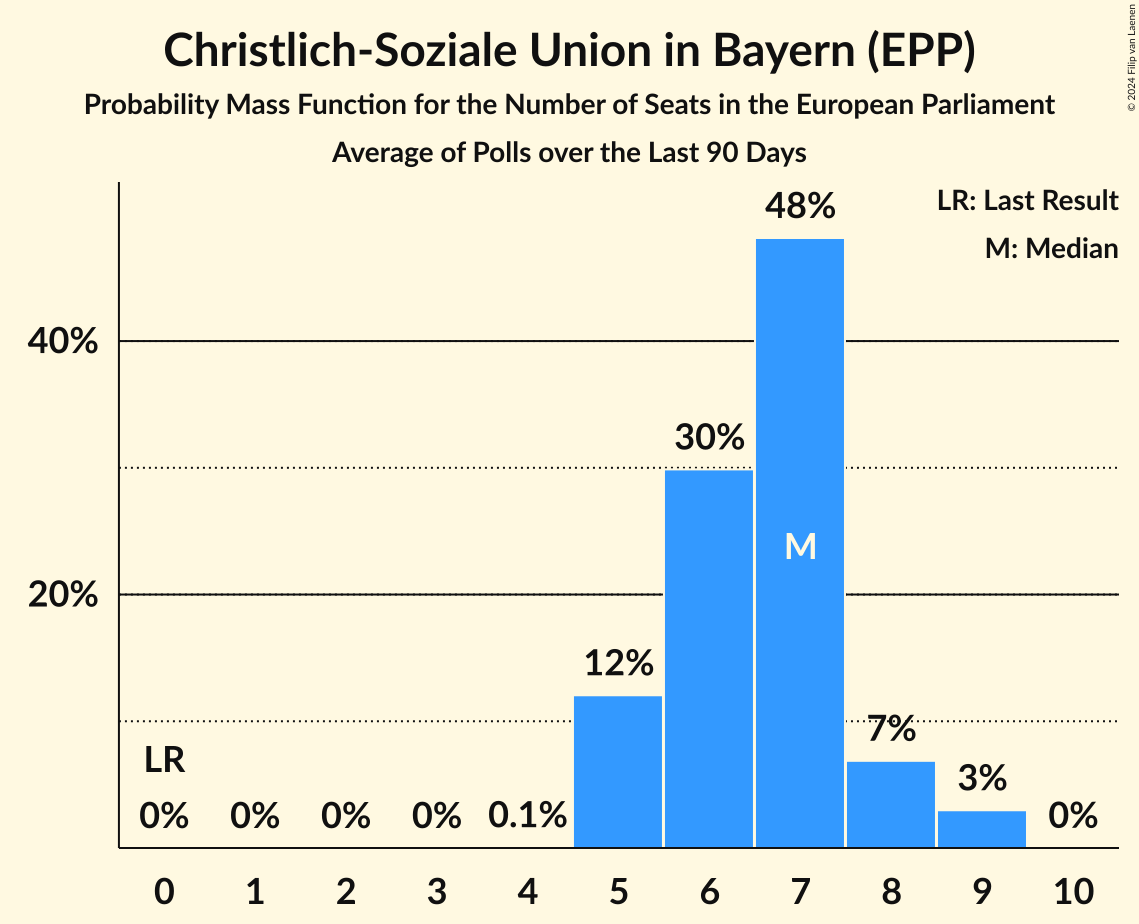 Christlich-Soziale Union in Bayern (EPP)
Probability Mass Function for the Number of Seats in the European Parliament
Average of Polls over the Last 90 Days
© 2024 Filip van Laenen
LR: Last Result
M: Median
48%
40%
30%
M
20%
12%
7%
LR
3%
0% 0% 0% 0% 0.1% 0%
0 1 2 3 4 5 6 7 8 9 10